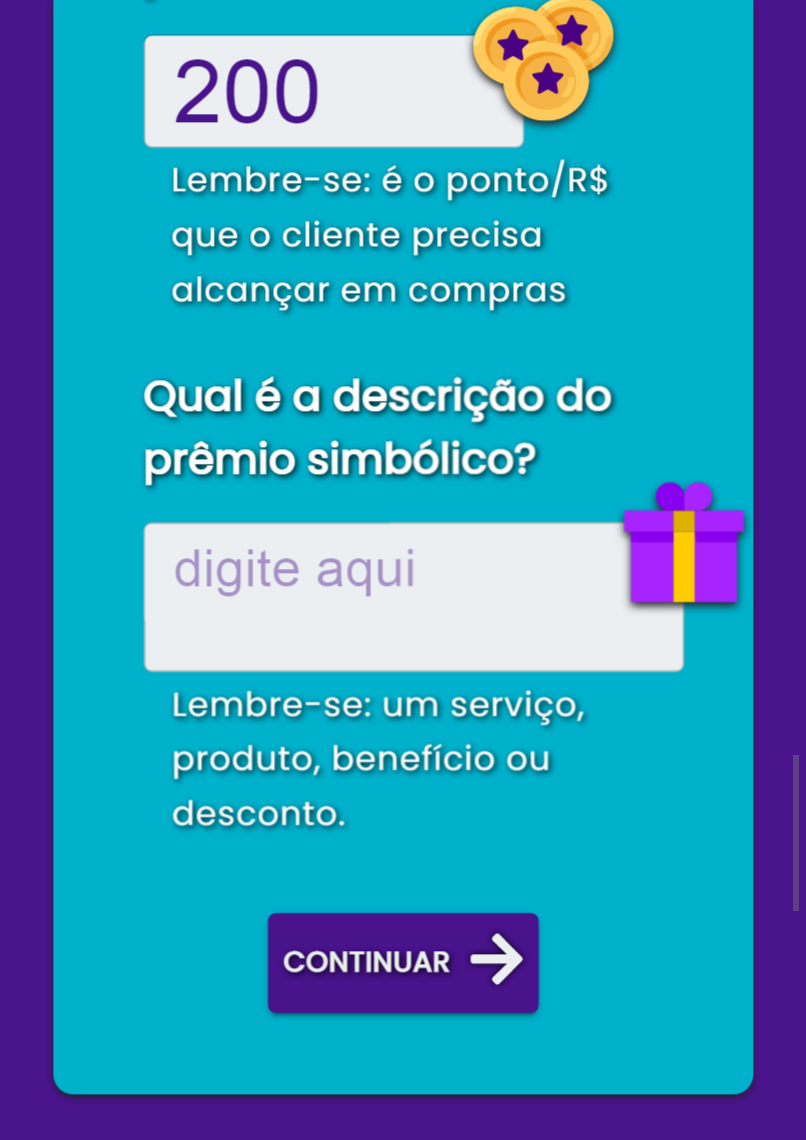 200
Lembre-se: é o ponto/R$
que o cliente precisa
alcançar em compras
Qual é a descrição do
prêmio simbólico?
digite aqui
Lembre-se: um serviço,
produto, benefício ou
desconto.
CONTINUAR